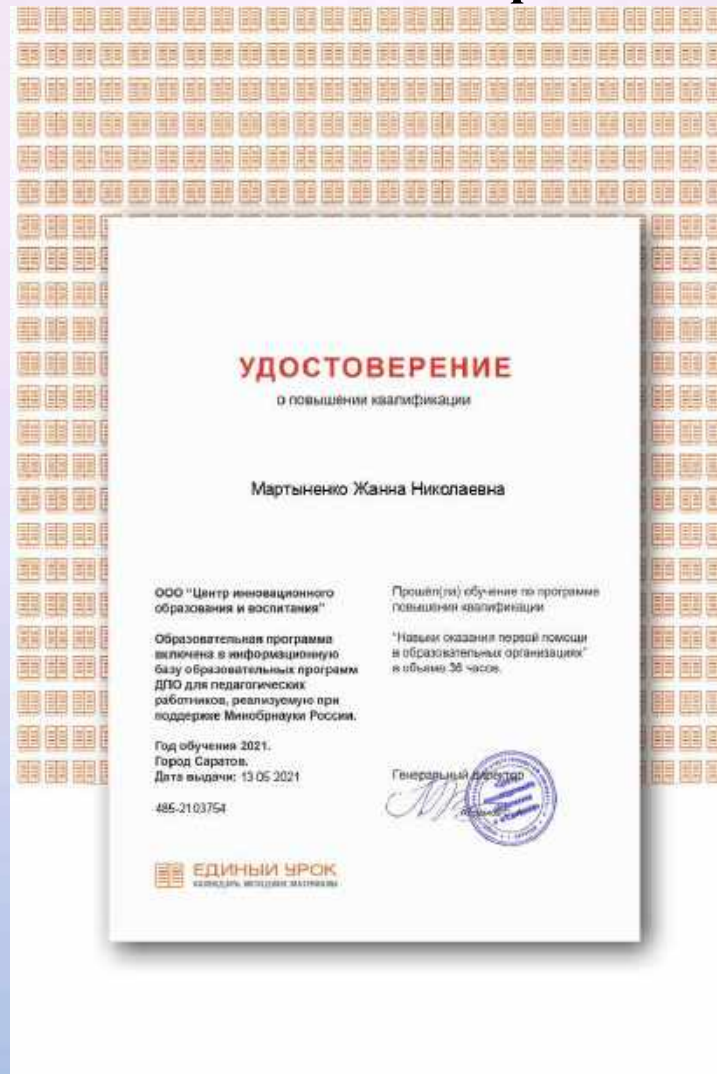 УДОСТОВЕРЕНИЕ
о повышении квалификации
Мартыненко Жанна Николаевна
ООО "Центр инновационного
образования и воспитания"
Образовательная программа
включена в информационную
базу образовательных программ
ДПО для педагогических
работников, реализуемую при
поддержке Минобрнауки России.
Год обучения 2021.
Город Саратов.
Дата выдачи: 13.05.2021
485-2103754
Прошёл(ла) обучение по программе
повышения квалификации
"Навыки оказания первой помощи
в образовательных организациях"
в объеме 36 часов.
Генеральный директор
ЕДИНЫЙ УРОК
КАЛЕНДАРЬ, МЕТОДИКИ, МАТЕРИАЛЫ